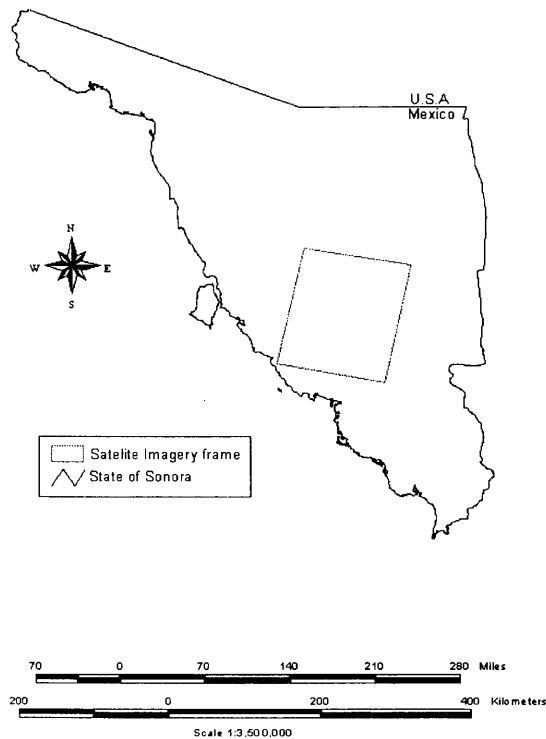 U.S.A
Mexico
N
W E
S
Satelite Imagery frame
State of Sonora
70 0 70 140 210 280 Miles
200 0 200 400 Kilometers
Scale 1:3,500,000